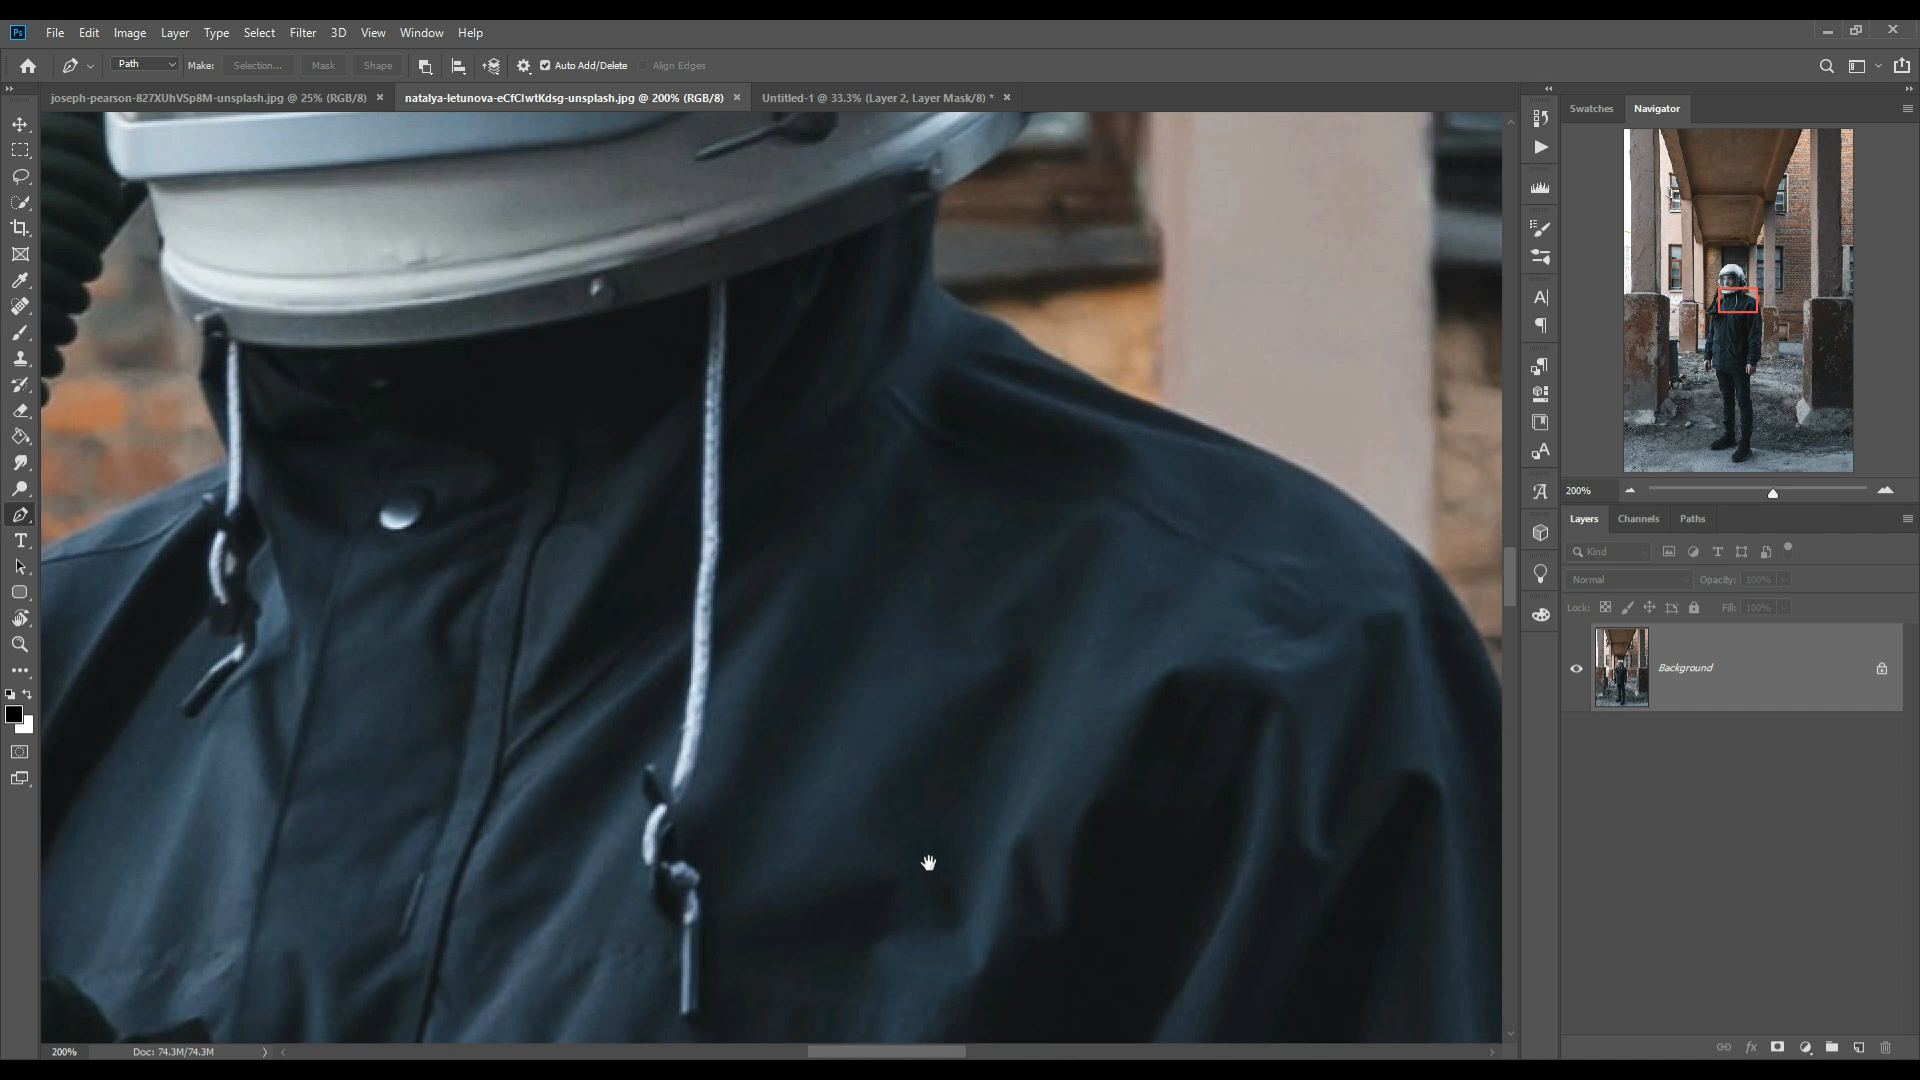 Ps File Edit Image Layer Type Select Filter 3D View Window Help
Path Make: Selection... Mask Shape Auto Add/Delete Align Edges
joseph-pearson-827XUhVSp8M-unsplash.jpg @ 25% (RGB/8) × natalya-letunova-eCfClwtKdsg-unsplash.jpg @ 200% (RGB/8) × Untitled-1 @ 33.3% (Layer 2, Layer Mask/8) * ×
Swatches Navigator
200%
Layers Channels Paths
Kind
Normal Opacity: 100%
Lock: Fill: 100%
Background
fx
200% Doc: 74.3M/74.3M